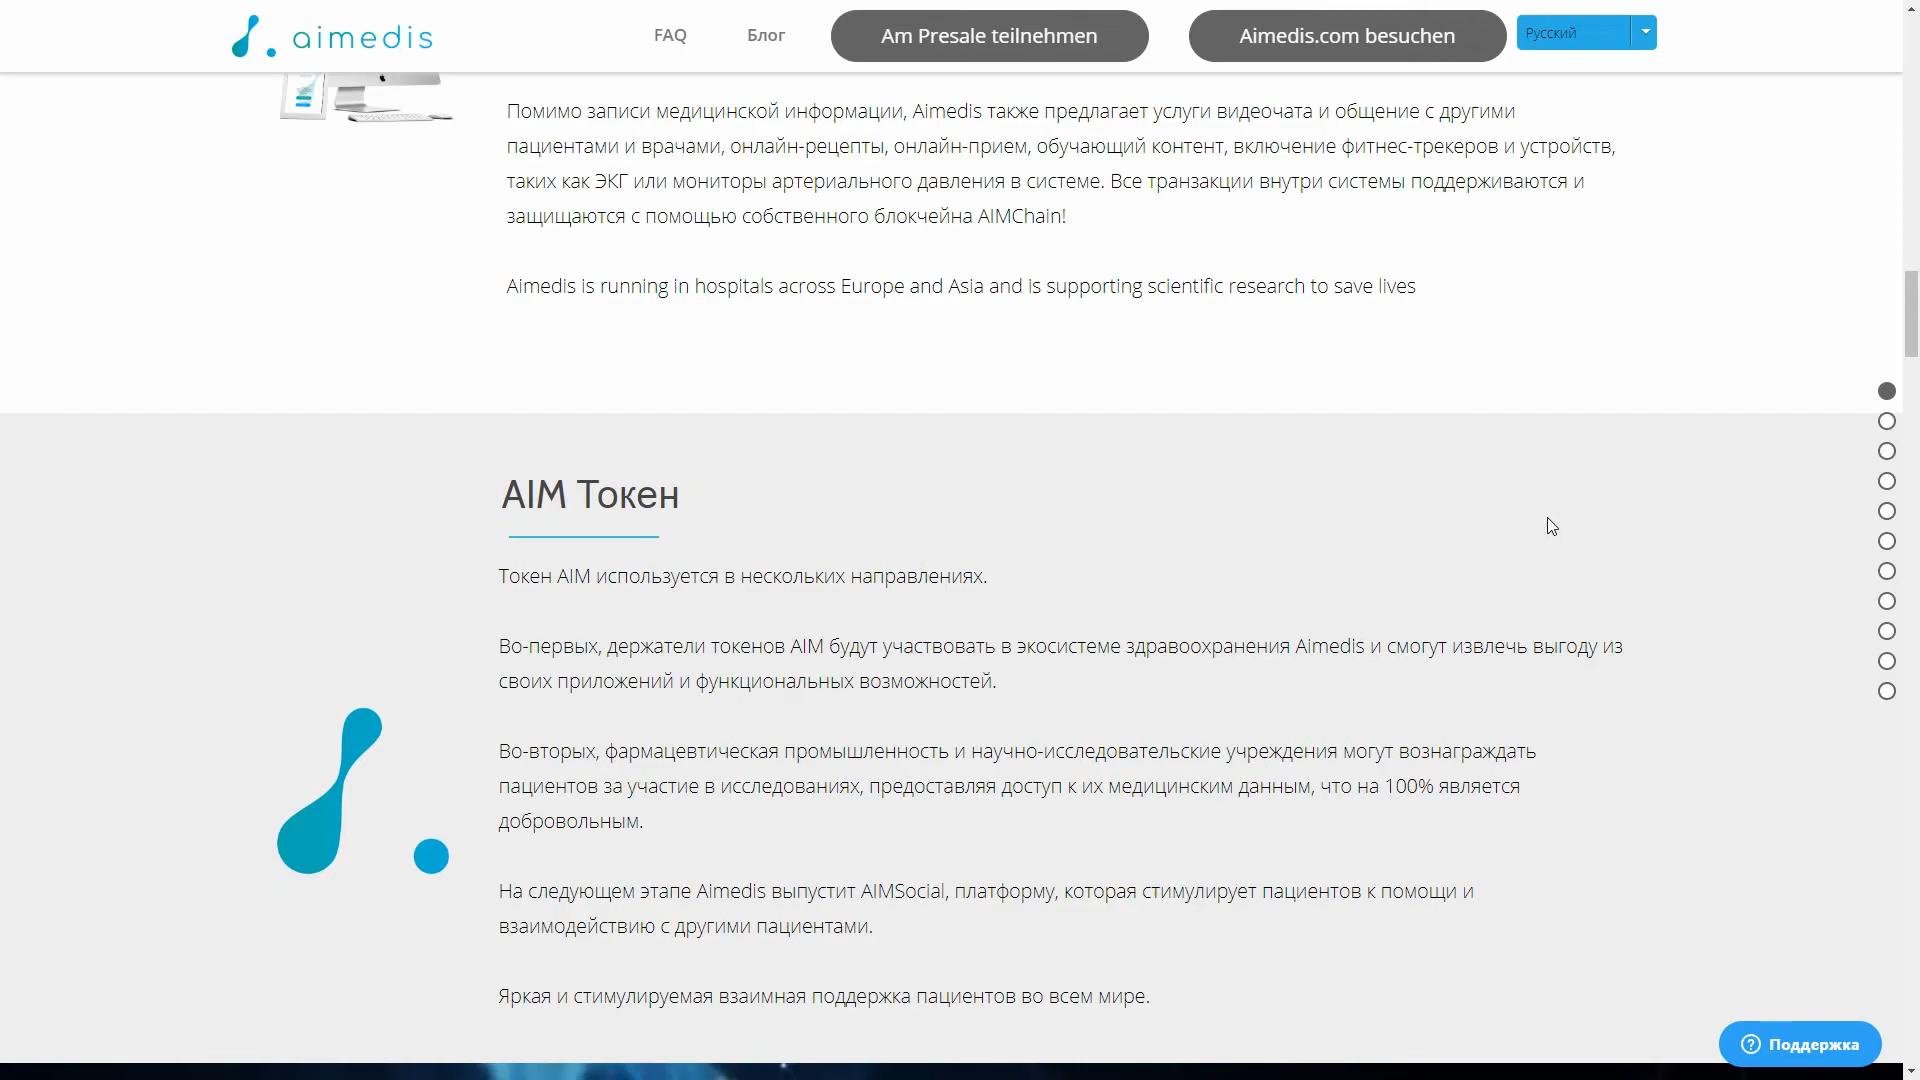 aimedis
FAQ
Блог
Am Presale teilnehmen
Aimedis.com besuchen
Русский
Помимо записи медицинской информации, Aimedis также предлагает услуги видеочата и общение с другими
пациентами и врачами, онлайн-рецепты, онлайн-прием, обучающий контент, включение фитнес-трекеров и устройств,
таких как ЭКГ или мониторы артериального давления в системе. Все транзакции внутри системы поддерживаются и
защищаются с помощью собственного блокчейна AIMChain!
Aimedis is running in hospitals across Europe and Asia and is supporting scientific research to save lives
AIM Токен
Токен AIM используется в нескольких направлениях.
Во-первых, держатели токенов AIM будут участвовать в экосистеме здравоохранения Aimedis и смогут извлечь выгоду из
своих приложений и функциональных возможностей.
Во-вторых, фармацевтическая промышленность и научно-исследовательские учреждения могут вознаграждать
пациентов за участие в исследованиях, предоставляя доступ к их медицинским данным, что на 100% является
добровольным.
На следующем этапе Aimedis выпустит AIMSocial, платформу, которая стимулирует пациентов к помощи и
взаимодействию с другими пациентами.
Яркая и стимулируемая взаимная поддержка пациентов во всем мире.
Поддержка